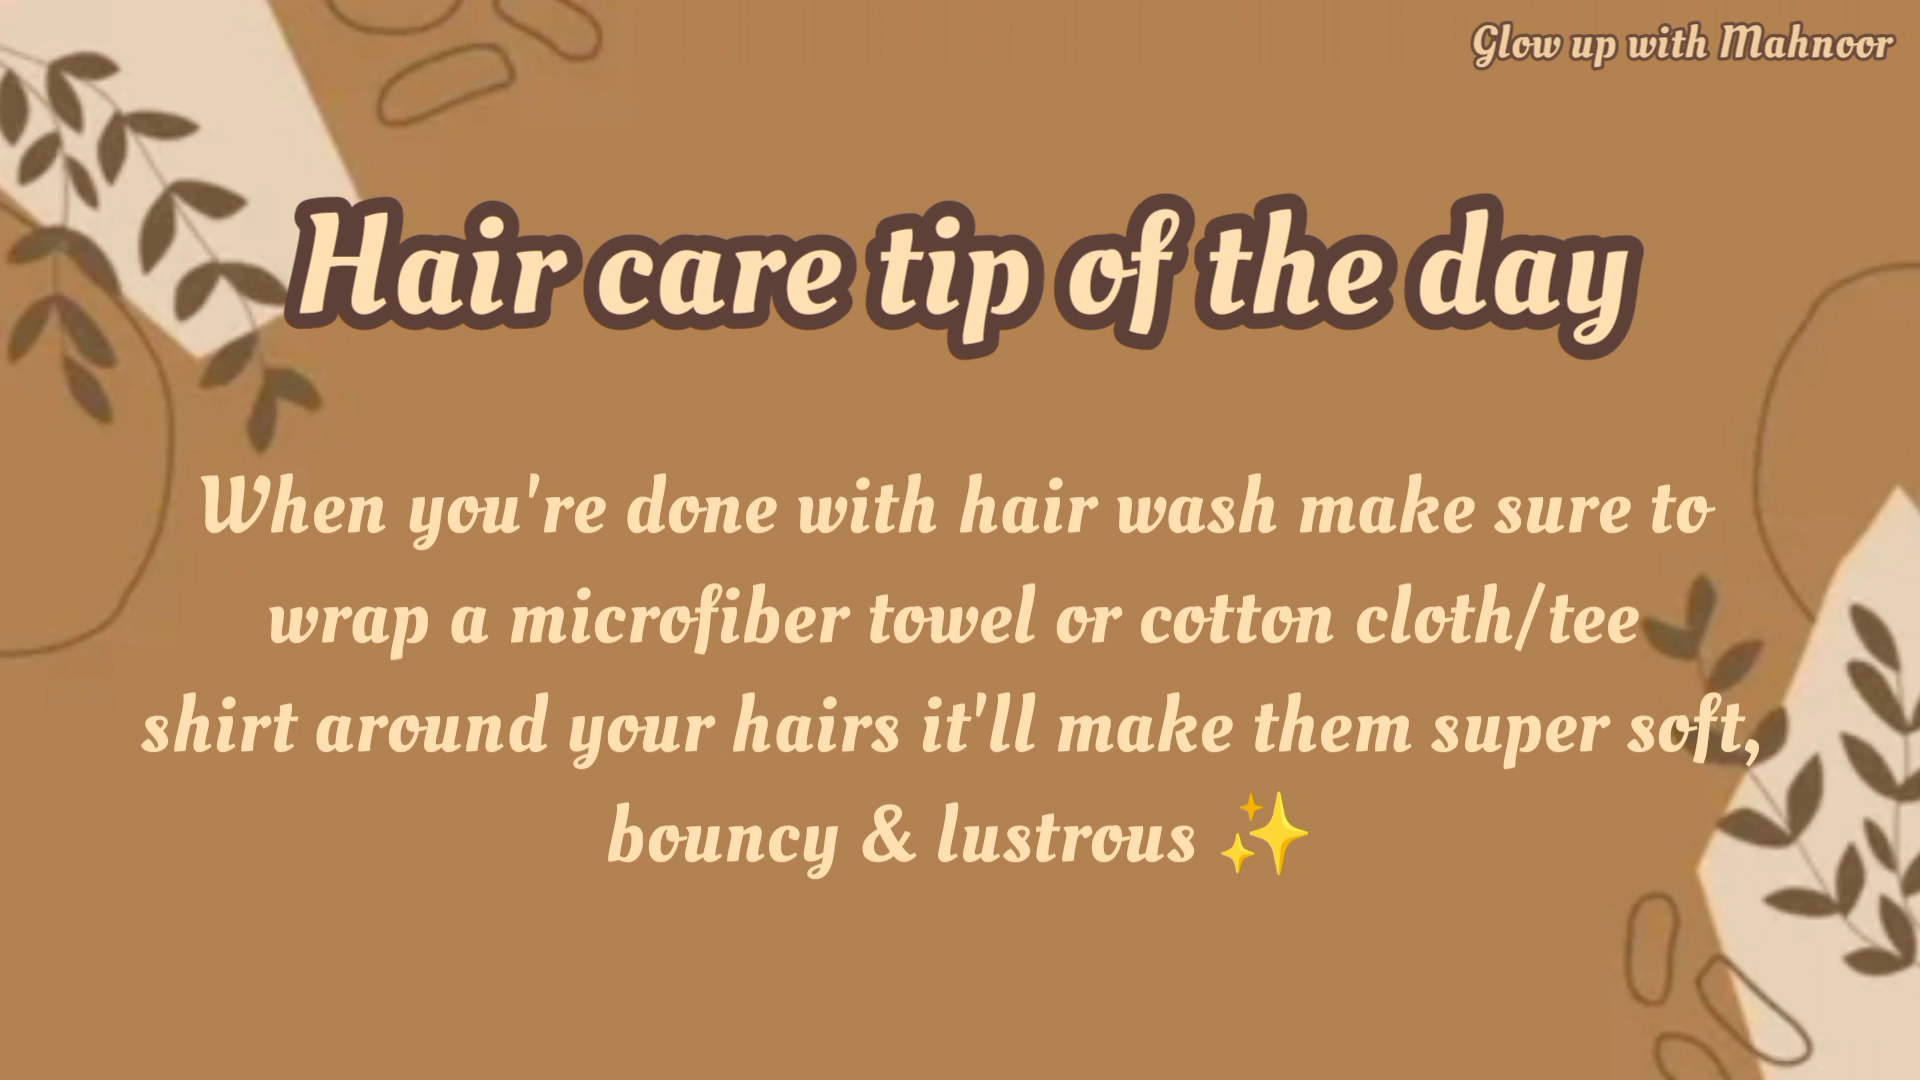 Glow up with Mahnoor
Hair care tip of the day
When you're done with hair wash make sure to
wrap a microfiber towel or cotton cloth/tee
shirt around your hairs it'll make them super soft,
bouncy & lustrous ✨